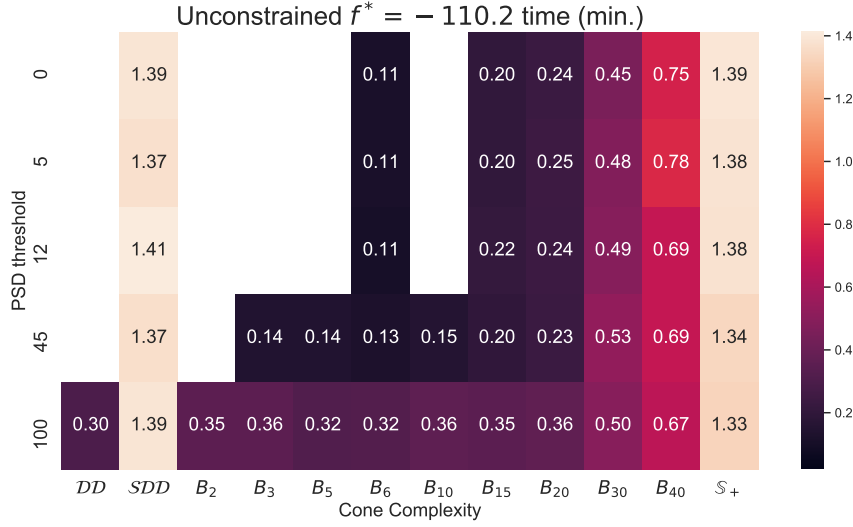 Unconstrained f* = − 110.2 time (min.)
PSD threshold
0 1.39 0.11 0.20 0.24 0.45 0.75 1.39
5 1.37 0.11 0.20 0.25 0.48 0.78 1.38
12 1.41 0.11 0.22 0.24 0.49 0.69 1.38
45 1.37 0.14 0.14 0.13 0.15 0.20 0.23 0.53 0.69 1.34
100 0.30 1.39 0.35 0.36 0.32 0.32 0.36 0.35 0.36 0.50 0.67 1.33
𝒟𝒟 𝒮𝒟𝒟 B₂ B₃ B₅ B₆ B₁₀ B₁₅ B₂₀ B₃₀ B₄₀ 𝕊₊
Cone Complexity
1.4
1.2
1.0
0.8
0.6
0.4
0.2